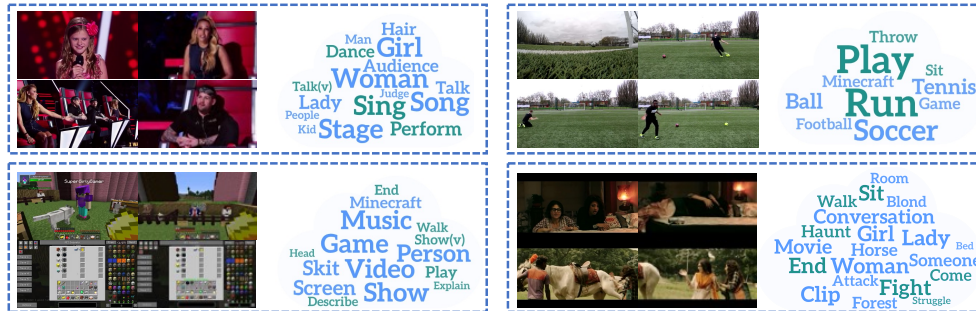 Hair
Man
Dance Girl
Audience
Woman
Talk(v) Talk
Judge
Lady Sing Song
People
Kid Stage Perform
Throw
Play Sit
Minecraft Tennis
Ball Run Game
Football Soccer
SuperGirlyGamer
End
Minecraft
Music Walk
Game Show(v)
Head Person
Skit Video Play
Screen Show Explain
Describe
Room
Walk Sit Blond
Conversation
Haunt Girl Lady
Movie Horse Bed
End Woman Someone
Attack Come
Clip Fight
Forest Struggle